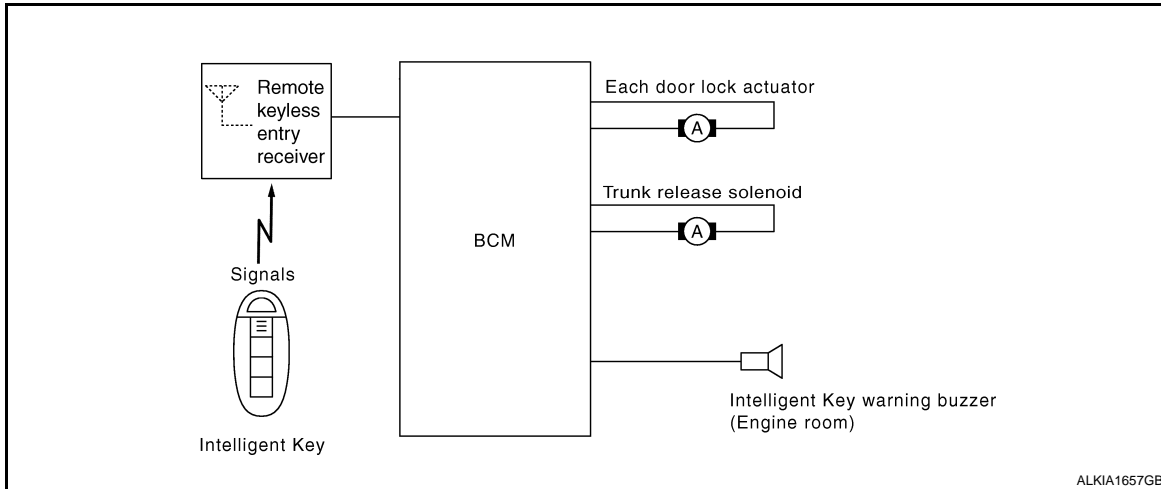 Remote
keyless
entry
receiver
Signals
Intelligent Key
BCM
Each door lock actuator
A
Trunk release solenoid
A
Intelligent Key warning buzzer
(Engine room)
ALKIA1657GB